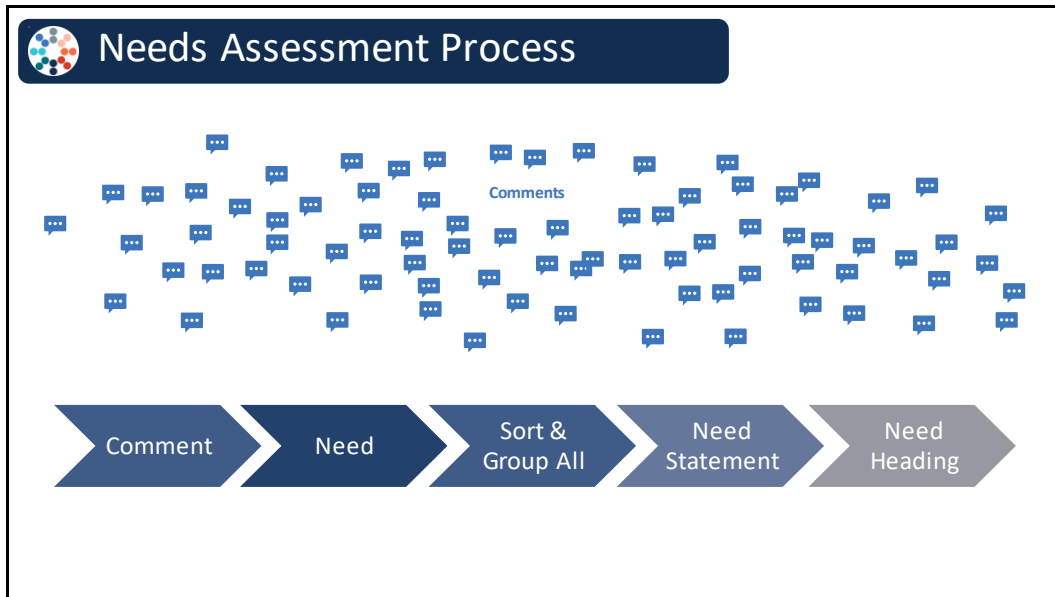 Needs Assessment Process
Comments
Comment
Need
Sort &
Group All
Need
Statement
Need
Heading